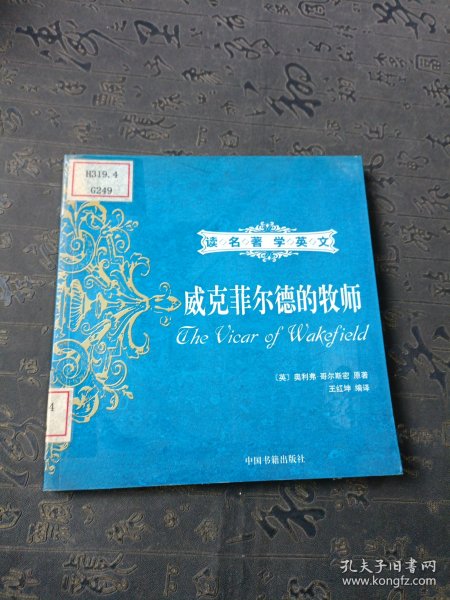 H319.4
G249
读名著 学英文
威克菲尔德的牧师
The Vicar of Wakefield
〔英〕奥利弗·哥尔斯密 原著
王红坤 编译
4
中国书籍出版社
孔夫子旧书网
www.kongfz.com